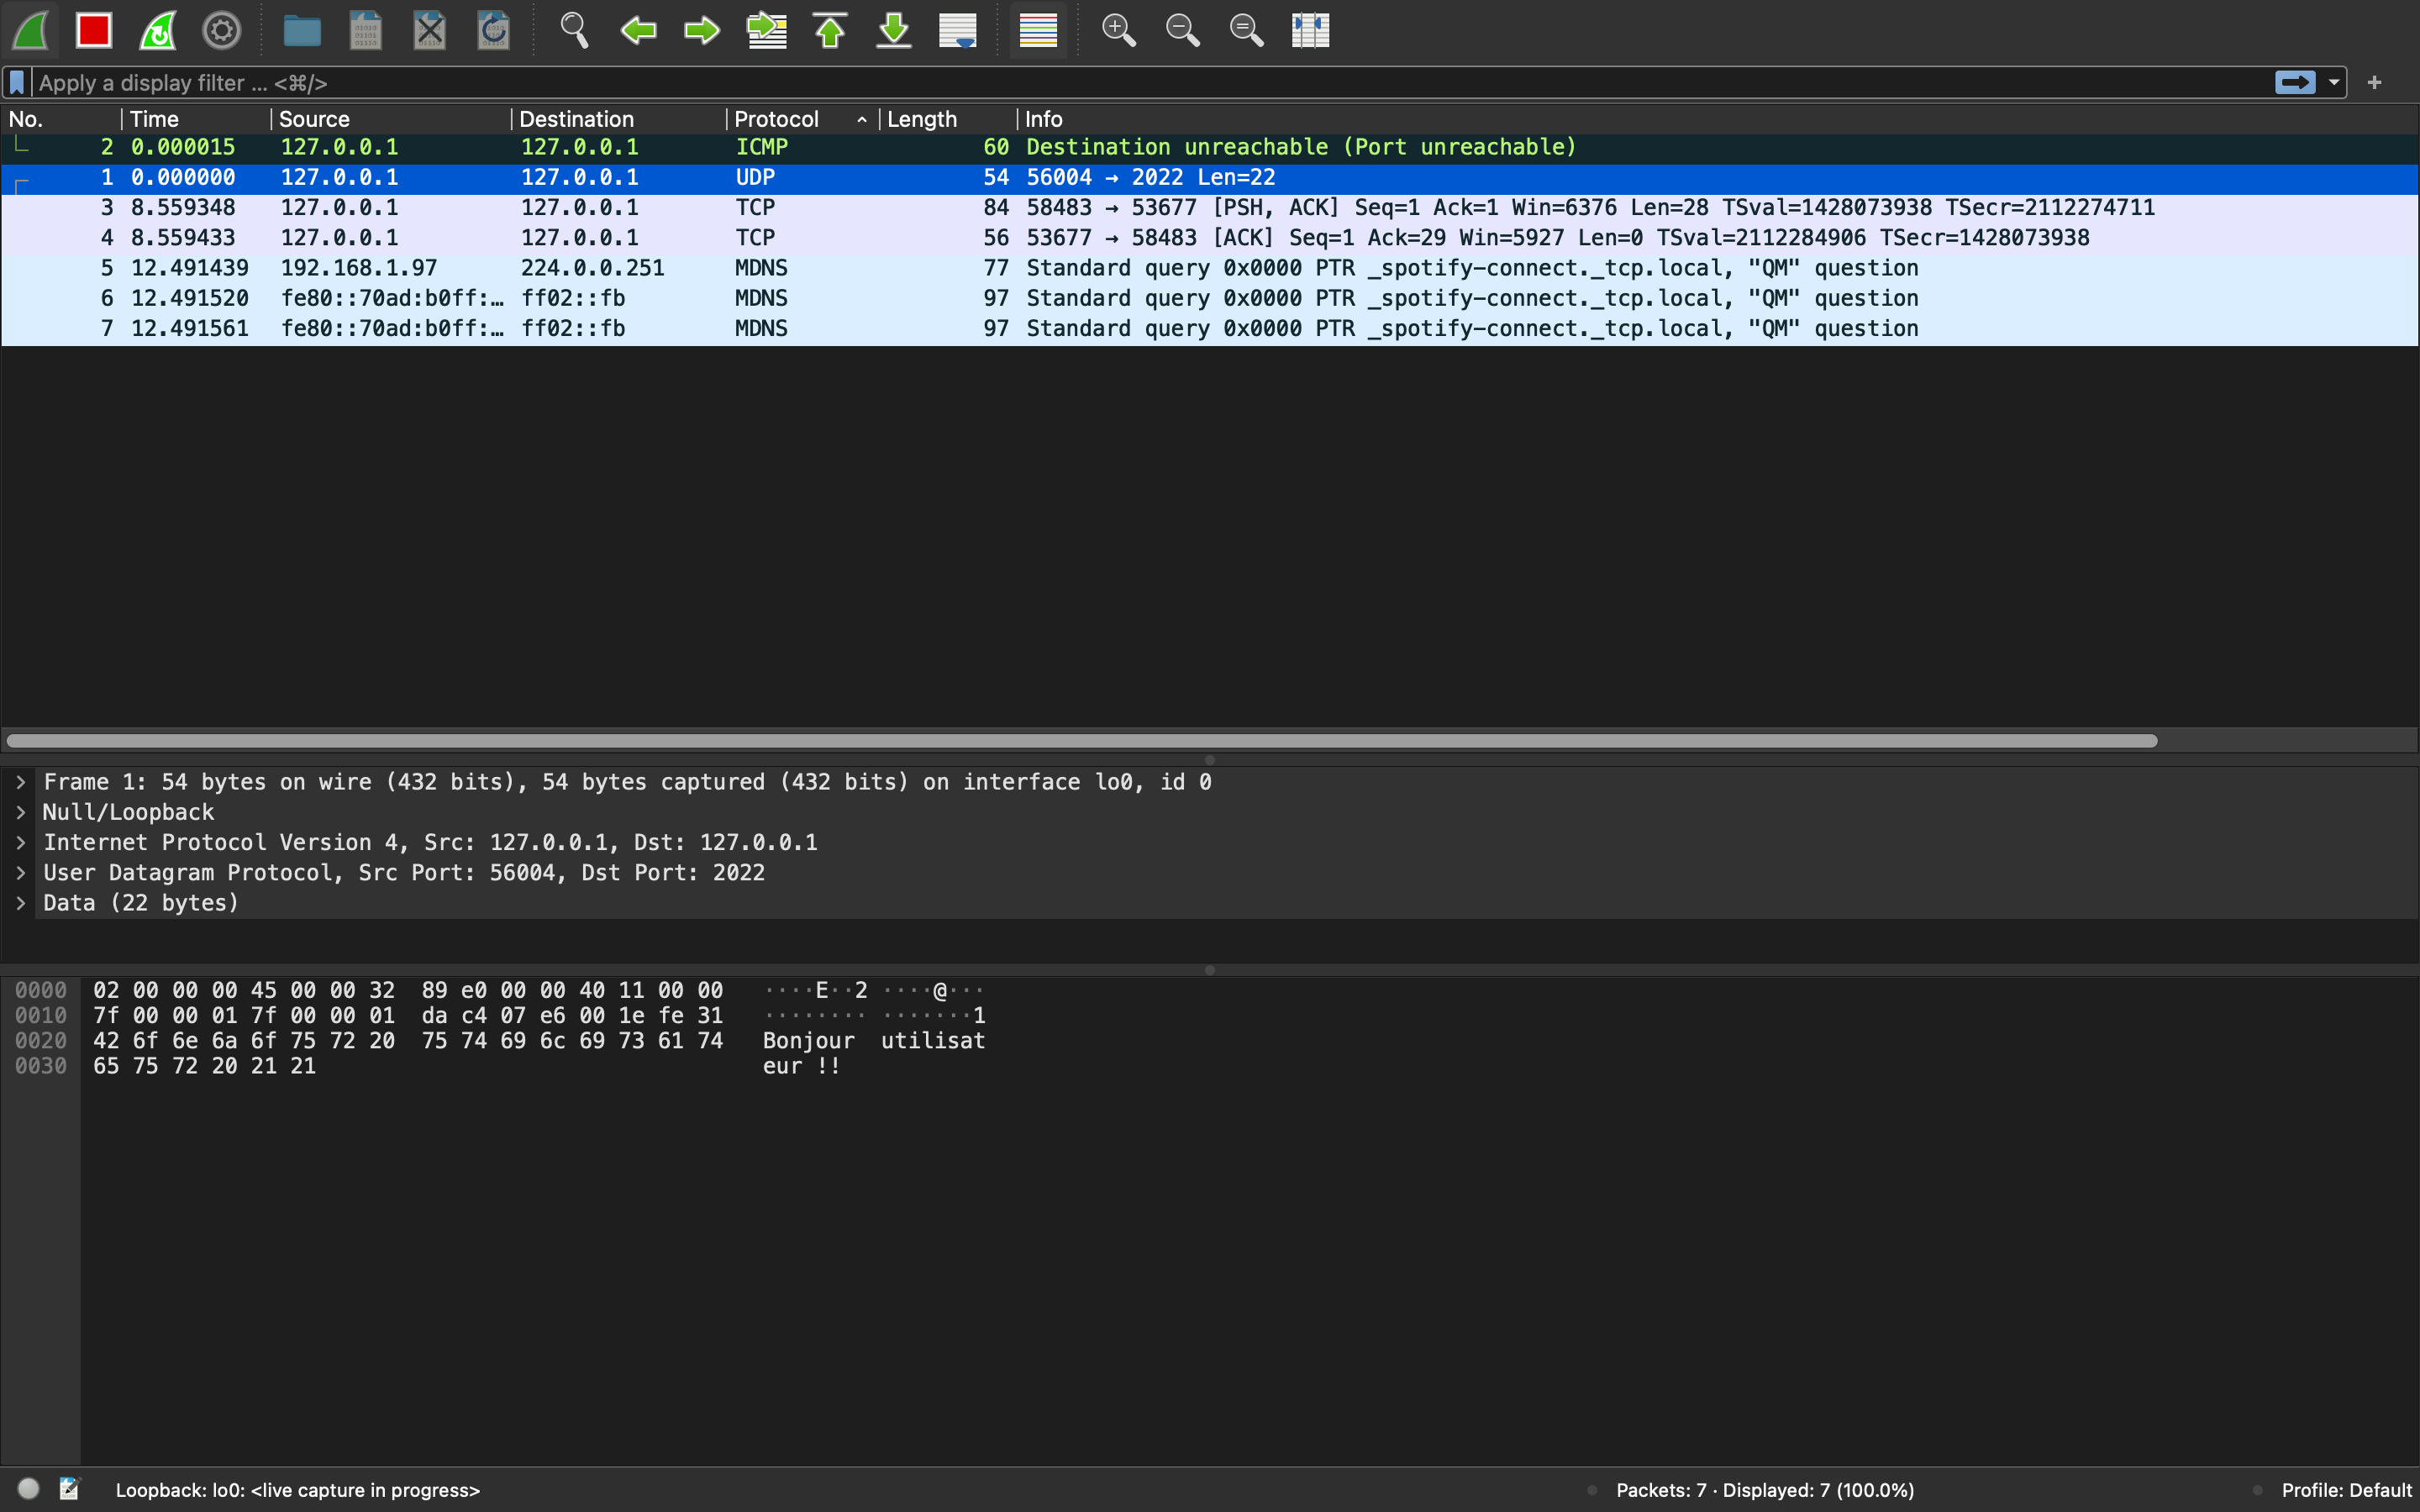 Apply a display filter ... <⌘/>
No. Time Source Destination Protocol Length Info
2 0.000015 127.0.0.1 127.0.0.1 ICMP 60 Destination unreachable (Port unreachable)
1 0.000000 127.0.0.1 127.0.0.1 UDP 54 56004 → 2022 Len=22
3 8.559348 127.0.0.1 127.0.0.1 TCP 84 58483 → 53677 [PSH, ACK] Seq=1 Ack=1 Win=6376 Len=28 TSval=1428073938 TSecr=2112274711
4 8.559433 127.0.0.1 127.0.0.1 TCP 56 53677 → 58483 [ACK] Seq=1 Ack=29 Win=5927 Len=0 TSval=2112284906 TSecr=1428073938
5 12.491439 192.168.1.97 224.0.0.251 MDNS 77 Standard query 0x0000 PTR _spotify-connect._tcp.local, "QM" question
6 12.491520 fe80::70ad:b0ff:… ff02::fb MDNS 97 Standard query 0x0000 PTR _spotify-connect._tcp.local, "QM" question
7 12.491561 fe80::70ad:b0ff:… ff02::fb MDNS 97 Standard query 0x0000 PTR _spotify-connect._tcp.local, "QM" question
Frame 1: 54 bytes on wire (432 bits), 54 bytes captured (432 bits) on interface lo0, id 0
Null/Loopback
Internet Protocol Version 4, Src: 127.0.0.1, Dst: 127.0.0.1
User Datagram Protocol, Src Port: 56004, Dst Port: 2022
Data (22 bytes)
0000 02 00 00 00 45 00 00 32 89 e0 00 00 40 11 00 00 ····E··2 ····@···
0010 7f 00 00 01 7f 00 00 01 da c4 07 e6 00 1e fe 31 ········ ·······1
0020 42 6f 6e 6a 6f 75 72 20 75 74 69 6c 69 73 61 74 Bonjour utilisat
0030 65 75 72 20 21 21 eur !!
Loopback: lo0: <live capture in progress> Packets: 7 · Displayed: 7 (100.0%) Profile: Default